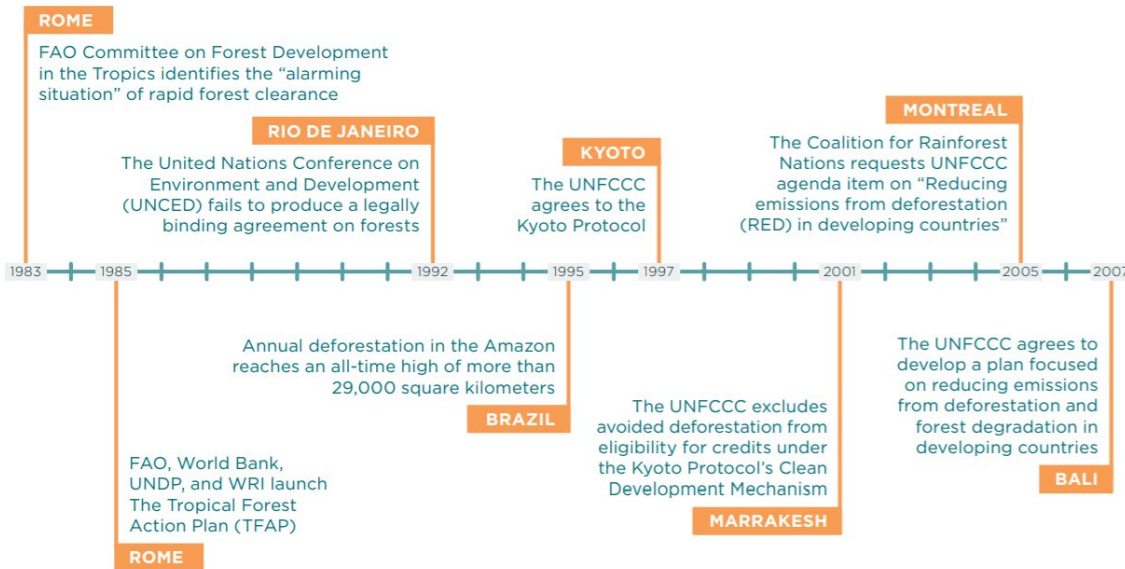 ROME
FAO Committee on Forest Development
in the Tropics identifies the “alarming
situation” of rapid forest clearance
RIO DE JANEIRO
The United Nations Conference on
Environment and Development
(UNCED) fails to produce a legally
binding agreement on forests
KYOTO
The UNFCCC
agrees to the
Kyoto Protocol
MONTREAL
The Coalition for Rainforest
Nations requests UNFCCC
agenda item on “Reducing
emissions from deforestation
(RED) in developing countries”
1983 1985 1992 1995 1997 2001 2005 2007
FAO, World Bank,
UNDP, and WRI launch
The Tropical Forest
Action Plan (TFAP)
ROME
Annual deforestation in the Amazon
reaches an all-time high of more than
29,000 square kilometers
BRAZIL
The UNFCCC excludes
avoided deforestation from
eligibility for credits under
the Kyoto Protocol’s Clean
Development Mechanism
MARRAKESH
The UNFCCC agrees to
develop a plan focused
on reducing emissions
from deforestation and
forest degradation in
developing countries
BALI